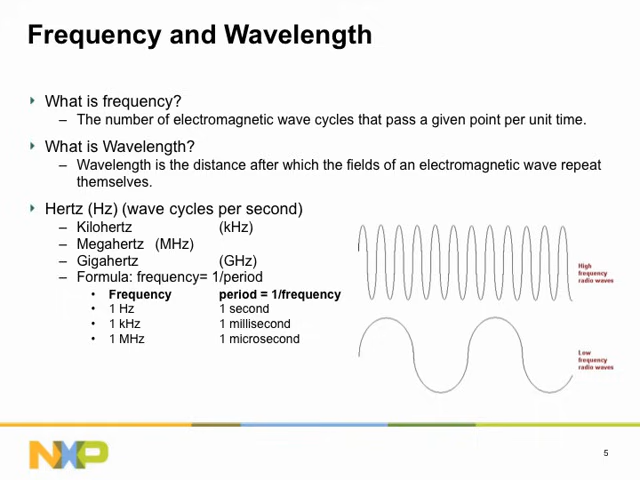 Frequency and Wavelength
What is frequency?
– The number of electromagnetic wave cycles that pass a given point per unit time.
What is Wavelength?
– Wavelength is the distance after which the fields of an electromagnetic wave repeat
themselves.
Hertz (Hz) (wave cycles per second)
– Kilohertz (kHz)
– Megahertz (MHz)
– Gigahertz (GHz)
– Formula: frequency= 1/period
• Frequency period = 1/frequency
• 1 Hz 1 second
• 1 kHz 1 millisecond
• 1 MHz 1 microsecond
High
frequency
radio waves
Low
frequency
radio waves
NXP
5